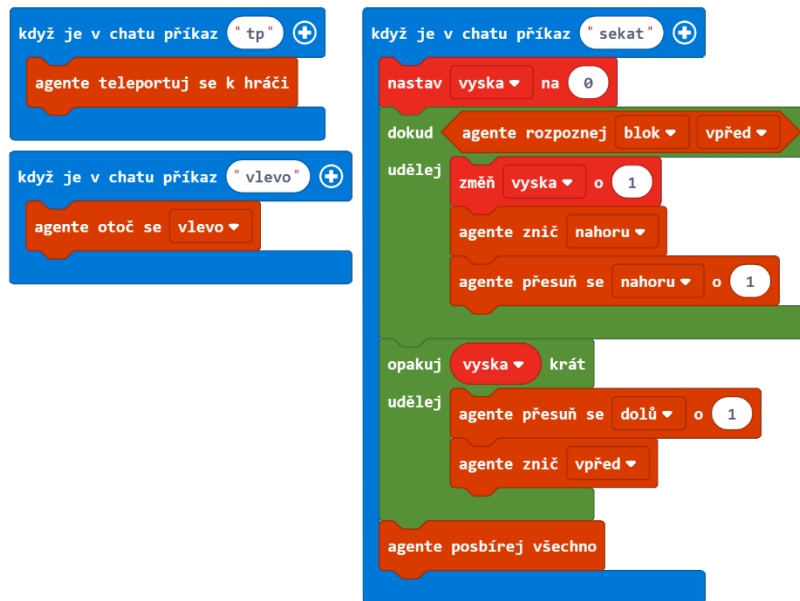 když je v chatu příkaz "tp"
agente teleportuj se k hráči
když je v chatu příkaz "vlevo"
agente otoč se vlevo
když je v chatu příkaz "sekat"
nastav vyska na 0
dokud agente rozpoznej blok vpřed
udělej
změň vyska o 1
agente znič nahoru
agente přesuň se nahoru o 1
opakuj vyska krát
udělej
agente přesuň se dolů o 1
agente znič vpřed
agente posbírej všechno